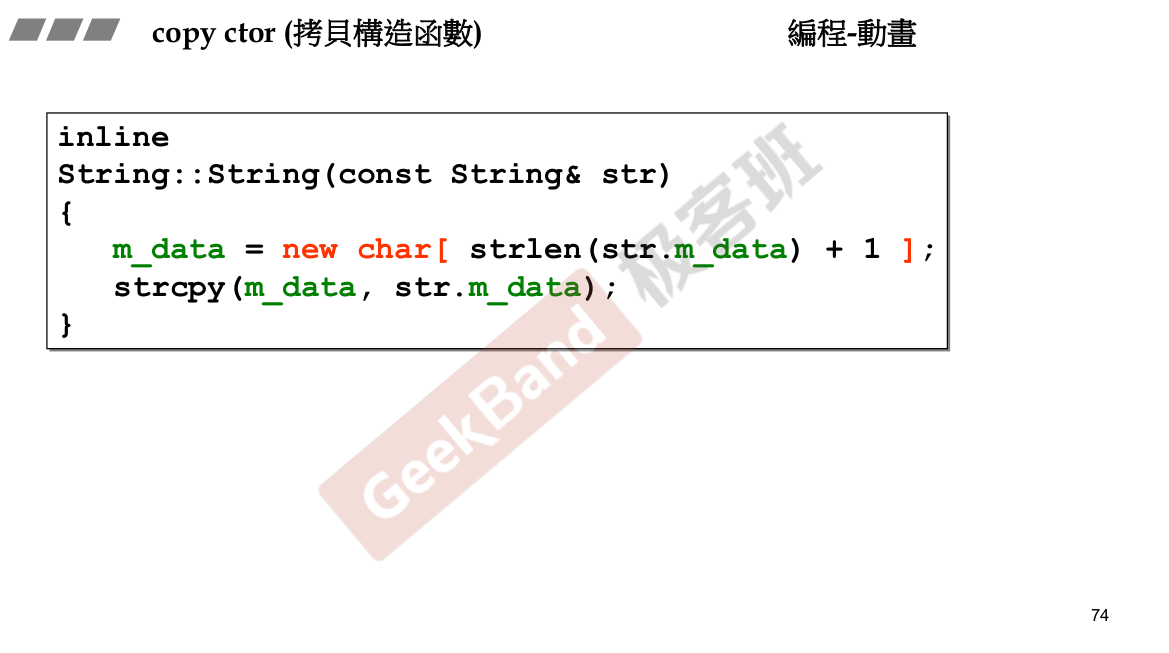 copy ctor (拷貝構造函數)
編程-動畫
inline
String::String(const String& str)
{
m_data = new char[ strlen(str.m_data) + 1 ];
strcpy(m_data, str.m_data);
}
GeekBand 极客班
74